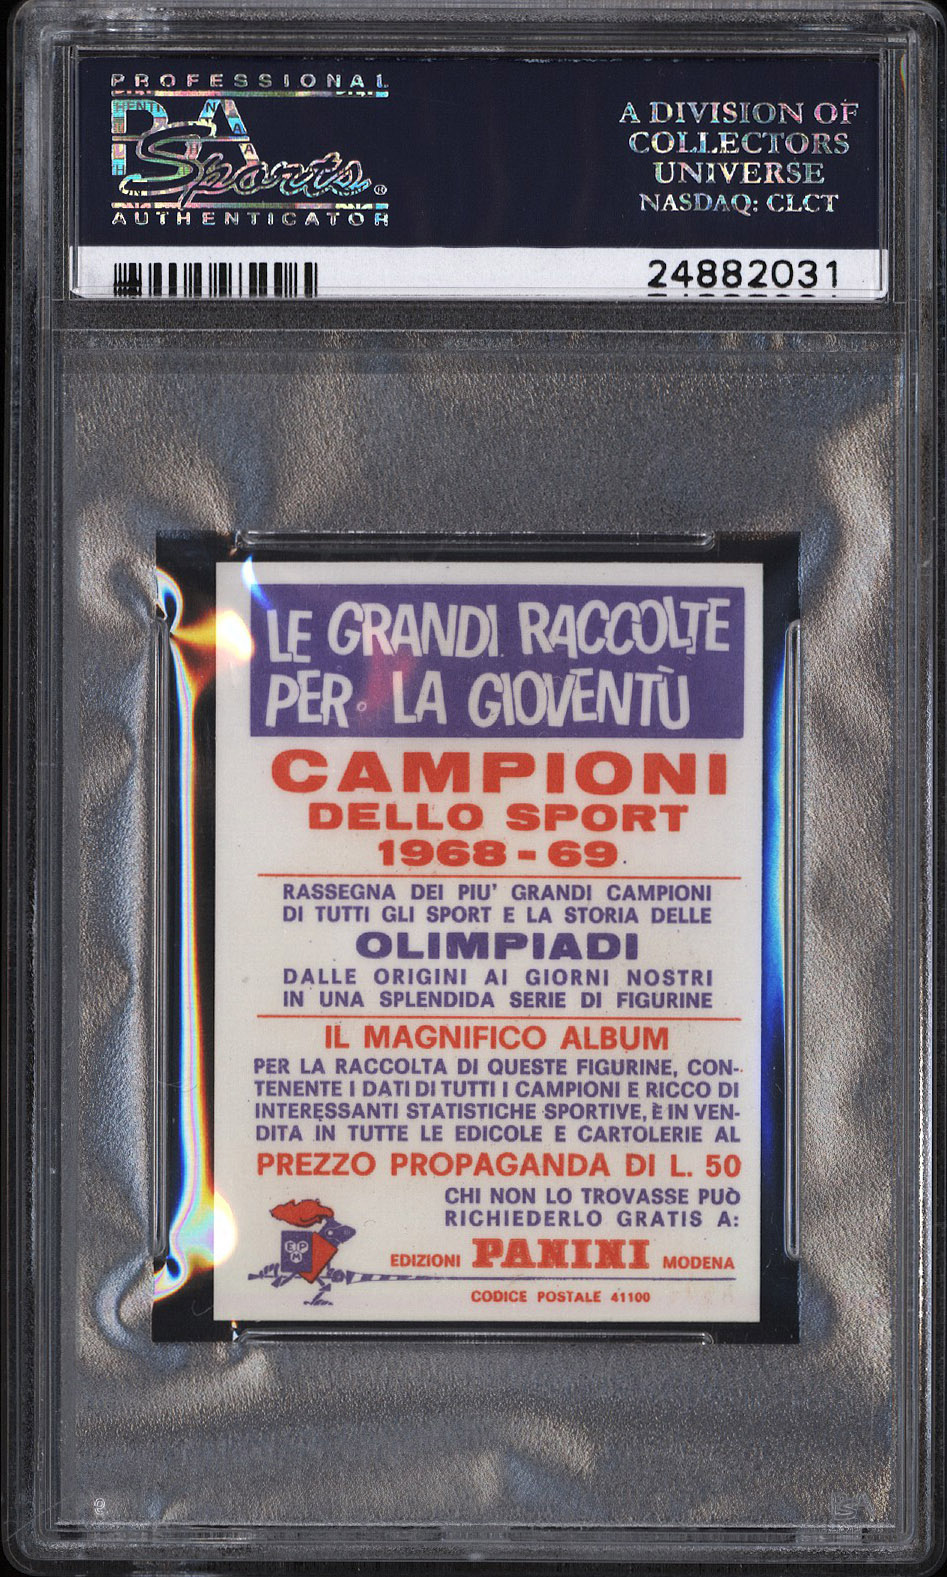 PROFESSIONAL
PSA
Sports®
AUTHENTICATOR
A DIVISION OF
COLLECTORS
UNIVERSE
NASDAQ: CLCT
24882031
LE GRANDI RACCOLTE
PER LA GIOVENTÙ
CAMPIONI
DELLO SPORT
1968-69
RASSEGNA DEI PIU' GRANDI CAMPIONI
DI TUTTI GLI SPORT E LA STORIA DELLE
OLIMPIADI
DALLE ORIGINI AI GIORNI NOSTRI
IN UNA SPLENDIDA SERIE DI FIGURINE
IL MAGNIFICO ALBUM
PER LA RACCOLTA DI QUESTE FIGURINE, CON-
TENENTE I DATI DI TUTTI I CAMPIONI E RICCO DI
INTERESSANTI STATISTICHE SPORTIVE, È IN VEN-
DITA IN TUTTE LE EDICOLE E CARTOLERIE AL
PREZZO PROPAGANDA DI L. 50
CHI NON LO TROVASSE PUÒ
RICHIEDERLO GRATIS A:
EPM
EDIZIONI PANINI MODENA
CODICE POSTALE 41100